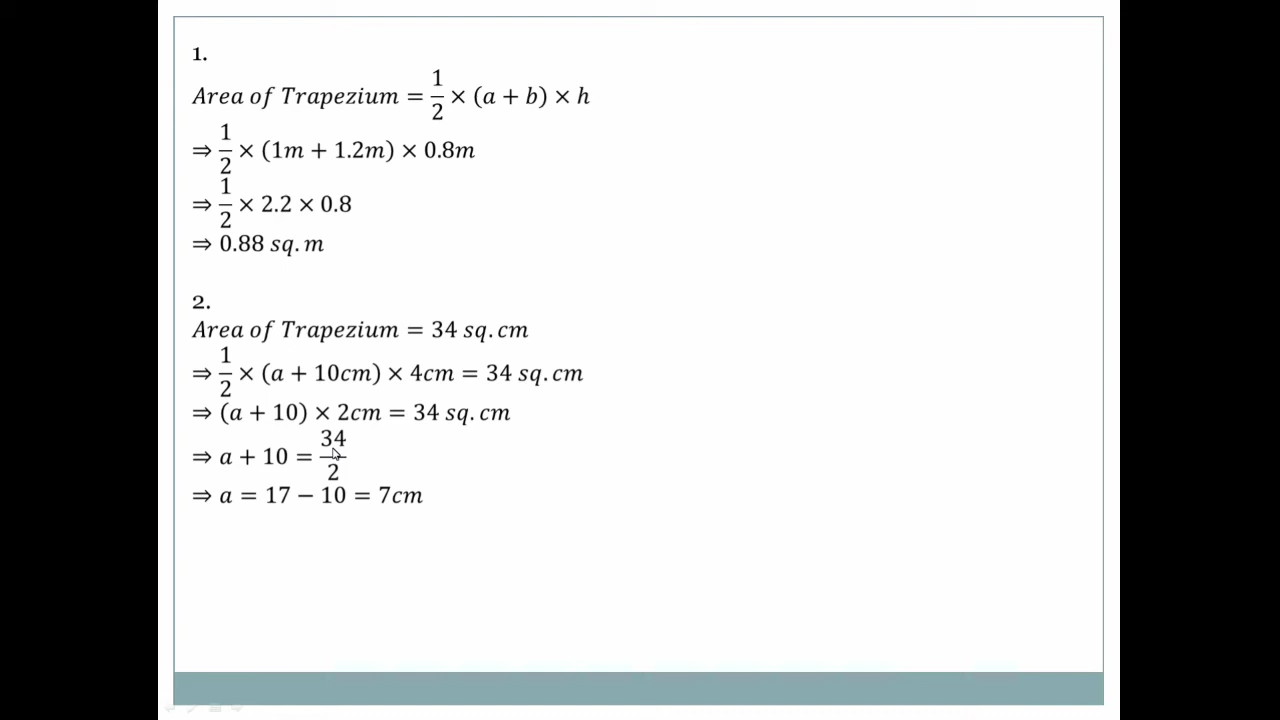 1.
Area of Trapezium = 1/2 × (a + b) × h
⇒ 1/2 × (1m + 1.2m) × 0.8m
⇒ 1/2 × 2.2 × 0.8
⇒ 0.88 sq. m
2.
Area of Trapezium = 34 sq. cm
⇒ 1/2 × (a + 10cm) × 4cm = 34 sq. cm
⇒ (a + 10) × 2cm = 34 sq. cm
⇒ a + 10 = 34/2
⇒ a = 17 − 10 = 7cm